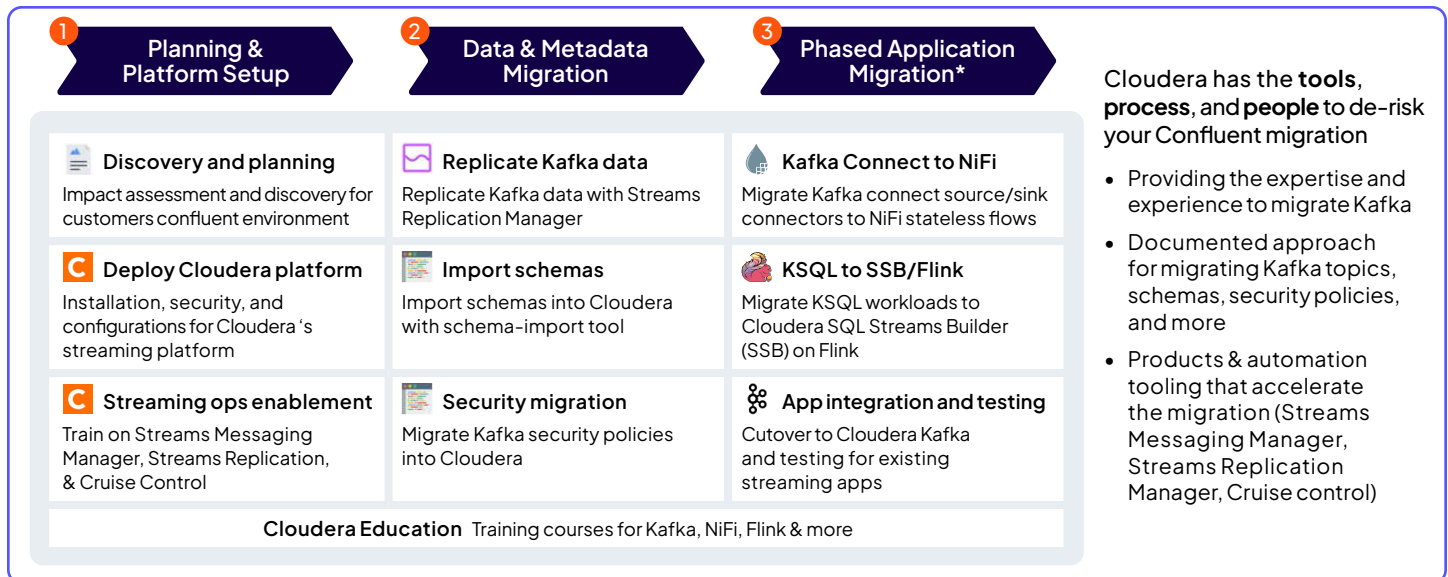 1
Planning &
Platform Setup
2
Data & Metadata
Migration
3
Phased Application
Migration*
Discovery and planning
Impact assessment and discovery for
customers confluent environment
Replicate Kafka data
Replicate Kafka data with Streams
Replication Manager
Kafka Connect to NiFi
Migrate Kafka connect source/sink
connectors to NiFi stateless flows
C Deploy Cloudera platform
Installation, security, and
configurations for Cloudera ‘s
streaming platform
Import schemas
Import schemas into Cloudera
with schema-import tool
KSQL to SSB/Flink
Migrate KSQL workloads to
Cloudera SQL Streams Builder
(SSB) on Flink
C Streaming ops enablement
Train on Streams Messaging
Manager, Streams Replication,
& Cruise Control
Security migration
Migrate Kafka security policies
into Cloudera
App integration and testing
Cutover to Cloudera Kafka
and testing for existing
streaming apps
Cloudera Education Training courses for Kafka, NiFi, Flink & more
Cloudera has the tools,
process, and people to de-risk
your Confluent migration
• Providing the expertise and
experience to migrate Kafka
• Documented approach
for migrating Kafka topics,
schemas, security policies,
and more
• Products & automation
tooling that accelerate
the migration (Streams
Messaging Manager,
Streams Replication
Manager, Cruise control)